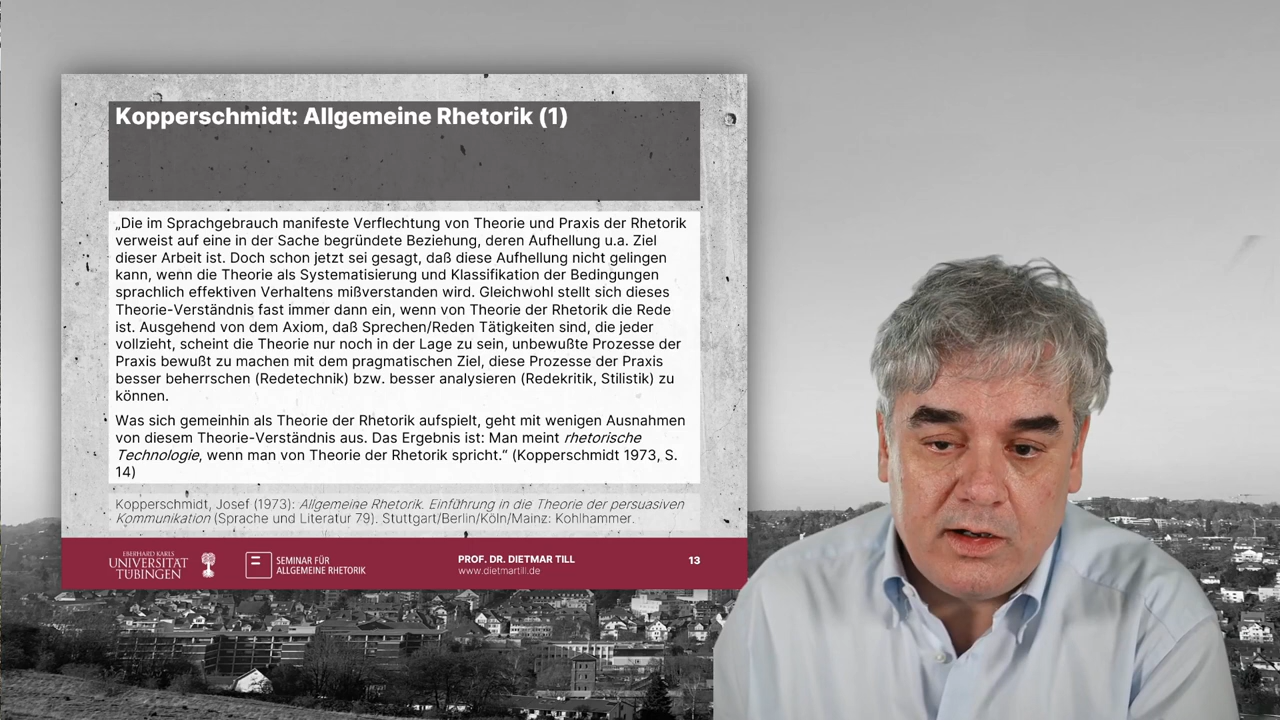 Kopperschmidt: Allgemeine Rhetorik (1)
„Die im Sprachgebrauch manifeste Verflechtung von Theorie und Praxis der Rhetorik
verweist auf eine in der Sache begründete Beziehung, deren Aufhellung u.a. Ziel
dieser Arbeit ist. Doch schon jetzt sei gesagt, daß diese Aufhellung nicht gelingen
kann, wenn die Theorie als Systematisierung und Klassifikation der Bedingungen
sprachlich effektiven Verhaltens mißverstanden wird. Gleichwohl stellt sich dieses
Theorie-Verständnis fast immer dann ein, wenn von Theorie der Rhetorik die Rede
ist. Ausgehend von dem Axiom, daß Sprechen/Reden Tätigkeiten sind, die jeder
vollzieht, scheint die Theorie nur noch in der Lage zu sein, unbewußte Prozesse der
Praxis bewußt zu machen mit dem pragmatischen Ziel, diese Prozesse der Praxis
besser beherrschen (Redetechnik) bzw. besser analysieren (Redekritik, Stilistik) zu
können.
Was sich gemeinhin als Theorie der Rhetorik aufspielt, geht mit wenigen Ausnahmen
von diesem Theorie-Verständnis aus. Das Ergebnis ist: Man meint rhetorische
Technologie, wenn man von Theorie der Rhetorik spricht.“ (Kopperschmidt 1973, S.
14)
Kopperschmidt, Josef (1973): Allgemeine Rhetorik. Einführung in die Theorie der persuasiven
Kommunikation (Sprache und Literatur 79). Stuttgart/Berlin/Köln/Mainz: Kohlhammer.
EBERHARD KARLS
UNIVERSITÄT
TÜBINGEN
SEMINAR FÜR
ALLGEMEINE RHETORIK
PROF. DR. DIETMAR TILL
www.dietmartill.de
13